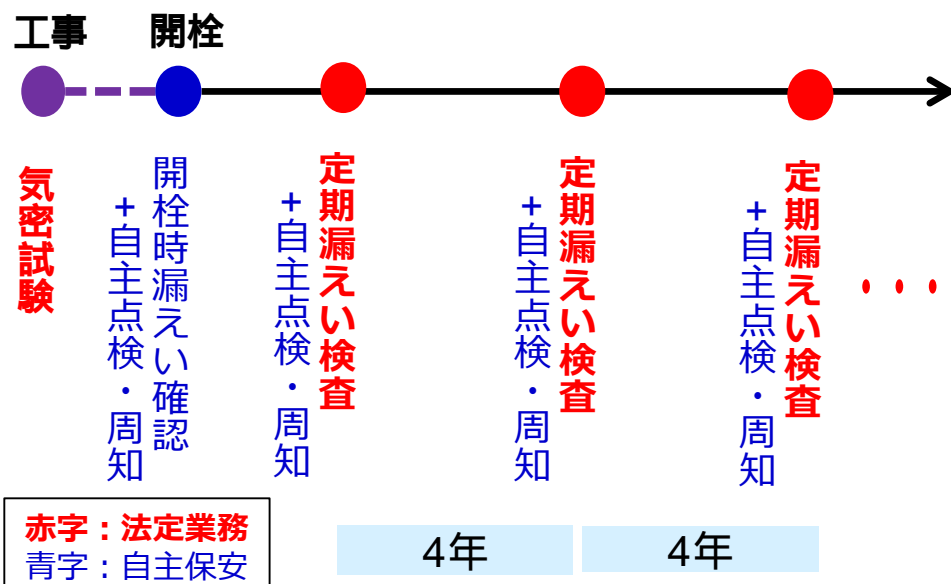 工事
開栓
気密試験
開栓時漏えい確認
+自主点検・周知
定期漏えい検査
+自主点検・周知
定期漏えい検査
+自主点検・周知
定期漏えい検査
+自主点検・周知
・・・
赤字：法定業務
青字：自主保安
4年
4年